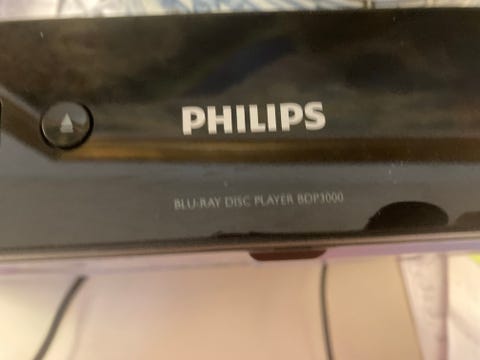 PHILIPS
BLU-RAY DISC PLAYER BDP3000